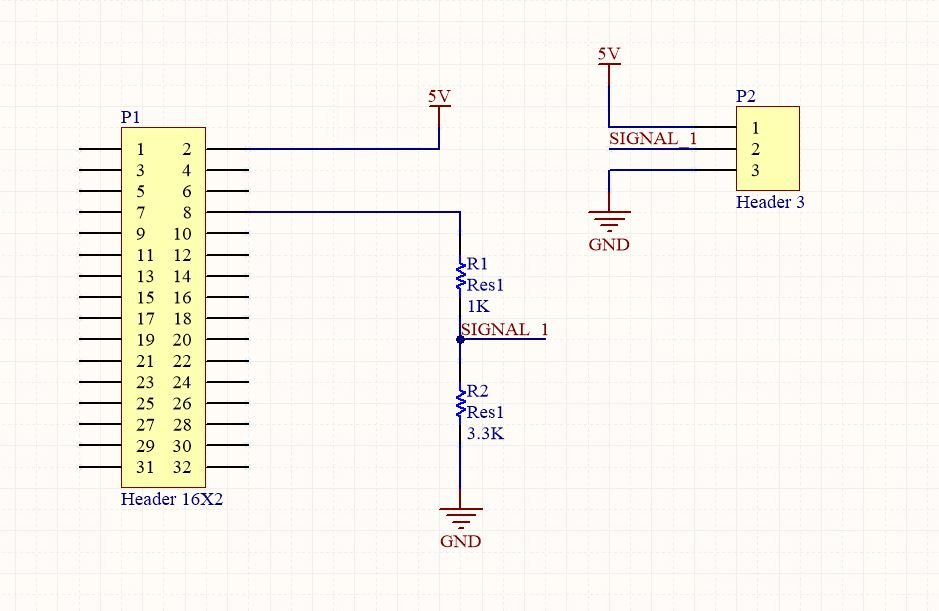 5V
P2
1
SIGNAL_1
2
3
Header 3
GND
5V
P1
1 2
3 4
5 6
7 8
9 10
11 12
13 14
15 16
17 18
19 20
21 22
23 24
25 26
27 28
29 30
31 32
Header 16X2
R1
Res1
1K
SIGNAL_1
R2
Res1
3.3K
GND